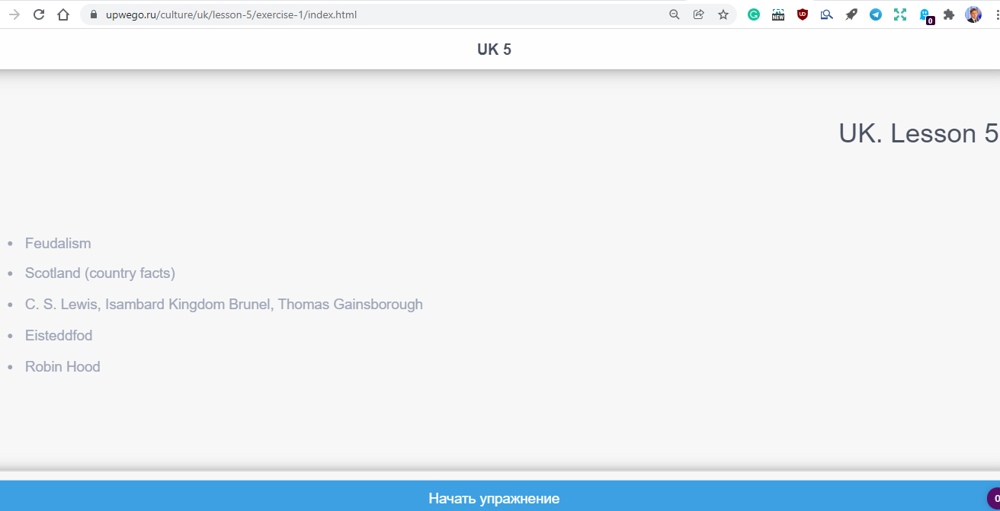 upwego.ru/culture/uk/lesson-5/exercise-1/index.html
NEW
0
UK 5
UK. Lesson 5
• Feudalism
• Scotland (country facts)
• C. S. Lewis, Isambard Kingdom Brunel, Thomas Gainsborough
• Eisteddfod
• Robin Hood
Начать упражнение
0